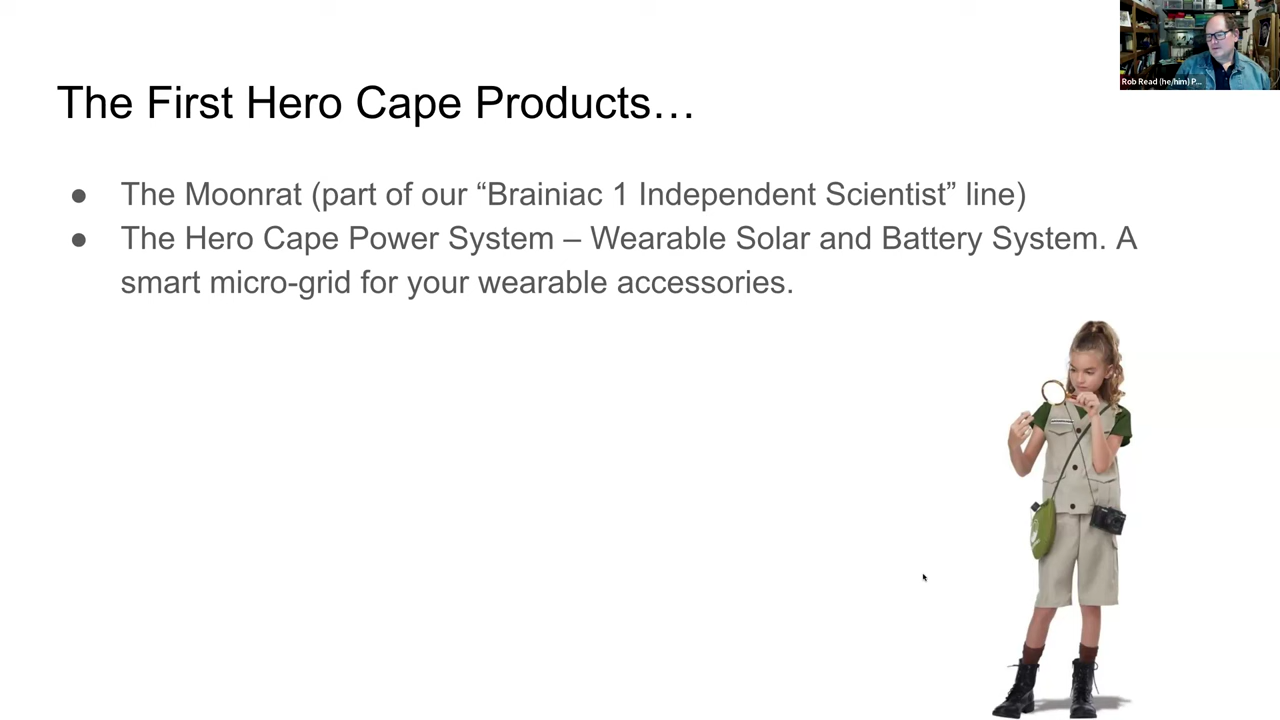 Rob Read (he/him) P...
The First Hero Cape Products…
● The Moonrat (part of our “Brainiac 1 Independent Scientist” line)
● The Hero Cape Power System – Wearable Solar and Battery System. A
smart micro-grid for your wearable accessories.